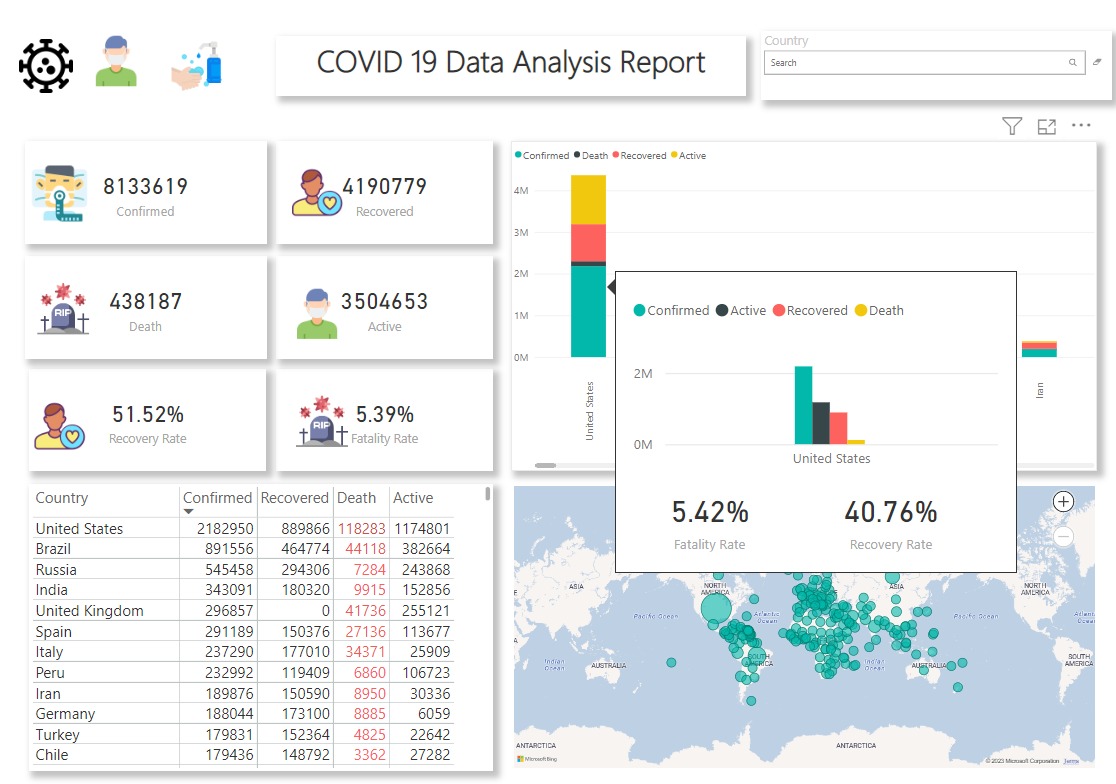 COVID 19 Data Analysis Report
Country
Search
8133619
Confirmed
4190779
Recovered
438187
Death
3504653
Active
51.52%
Recovery Rate
5.39%
Fatality Rate
RIP
RIP
Confirmed Death Recovered Active
4M
3M
2M
1M
0M
United States
Iran
Confirmed Active Recovered Death
2M
0M
United States
5.42%
Fatality Rate
40.76%
Recovery Rate
Country Confirmed Recovered Death Active
United States 2182950 889866 118283 1174801
Brazil 891556 464774 44118 382664
Russia 545458 294306 7284 243868
India 343091 180320 9915 152856
United Kingdom 296857 0 41736 255121
Spain 291189 150376 27136 113677
Italy 237290 177010 34371 25909
Peru 232992 119409 6860 106723
Iran 189876 150590 8950 30336
Germany 188044 173100 8885 6059
Turkey 179831 152364 4825 22642
Chile 179436 148792 3362 27282
ASIA
NORTH
AMERICA
ASIA
NORTH
AMERICA
Pacific Ocean
Atlantic
Ocean
Pacific Ocean
Atlanti
Ocean
Indian
Ocean
AUSTRALIA
SOUTH
AMERICA
Indian
Ocean
AUSTRALIA
SOUTH
AMERICA
ANTARCTICA
ANTARCTICA
Microsoft Bing
© 2023 Microsoft Corporation Terms